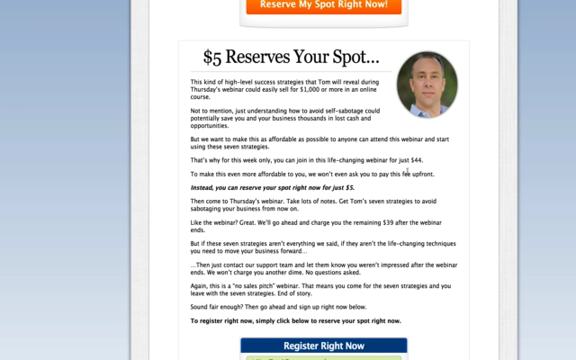 Reserve My Spot Right Now!
$5 Reserves Your Spot...
This kind of high-level success strategies that Tom will reveal during
Thursday's webinar could easily sell for $1,000 or more in an online
course.
Not to mention, just understanding how to avoid self-sabotage could
potentially save you and your business thousands in lost cash and
opportunities.
But we want to make this as affordable as possible to anyone can attend this webinar and start
using these seven strategies.
That's why for this week only, you can join in this life-changing webinar for just $44.
To make this even more affordable to you, we won't even ask you to pay this fee upfront.
Instead, you can reserve your spot right now for just $5.
Then come to Thursday's webinar. Take lots of notes. Get Tom's seven strategies to avoid
sabotaging your business from now on.
Like the webinar? Great. We'll go ahead and charge you the remaining $39 after the webinar
ends.
But if these seven strategies aren't everything we said, if they aren't the life-changing techniques
you need to move your business forward...
...Then just contact our support team and let them know you weren't impressed after the webinar
ends. We won't charge you another dime. No questions asked.
Again, this is a "no sales pitch" webinar. That means you come for the seven strategies and you
leave with the seven strategies. End of story.
Sound fair enough? Then go ahead and sign up right now below.
To register right now, simply click below to reserve your spot right now.
Register Right Now